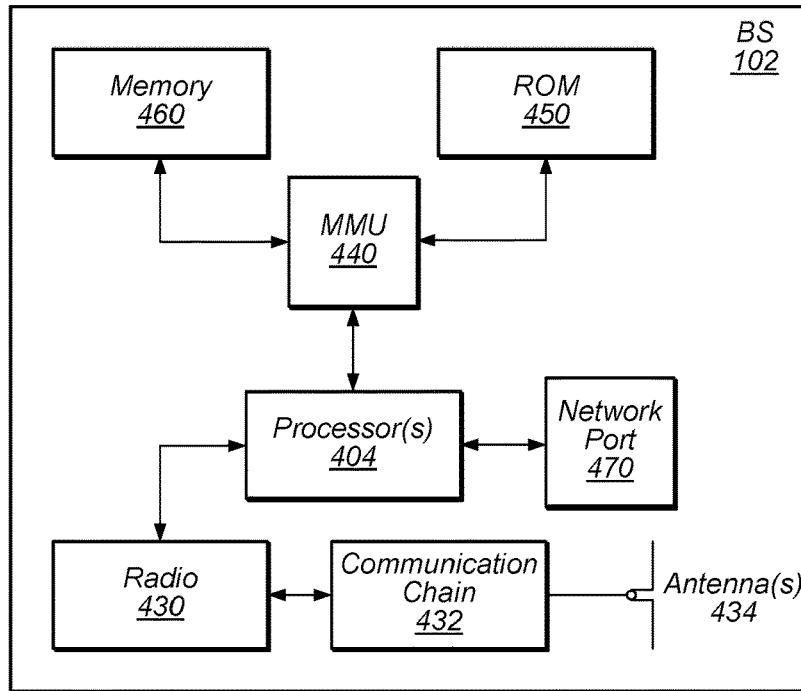 BS
102
Memory
460
ROM
450
MMU
440
Processor(s)
404
Network
Port
470
Radio
430
Communication
Chain
432
Antenna(s)
434